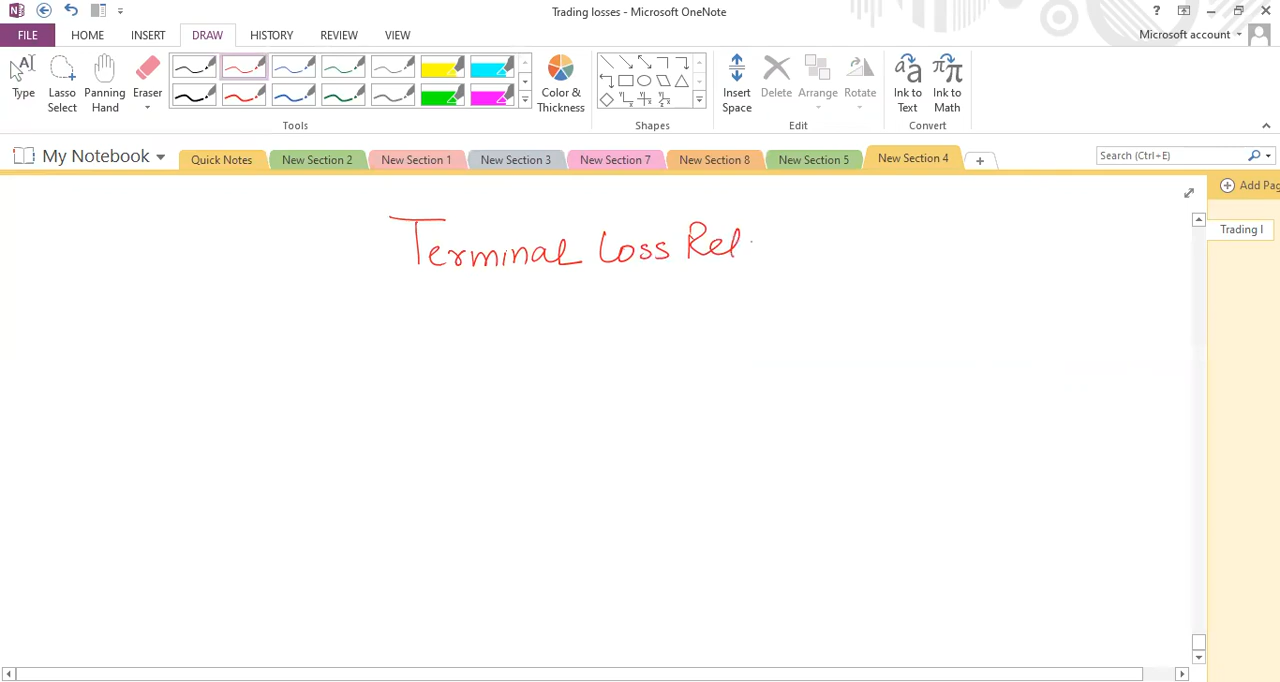 Trading losses - Microsoft OneNote
?
FILE HOME INSERT DRAW HISTORY REVIEW VIEW
Microsoft account
Type Lasso Select Panning Hand Eraser Color & Thickness Insert Space Delete Arrange Rotate Ink to Text Ink to Math
Tools Shapes Edit Convert
My Notebook Quick Notes New Section 2 New Section 1 New Section 3 New Section 7 New Section 8 New Section 5 New Section 4 Search (Ctrl+E)
Add Pag
Trading l
Terminal Loss Rel